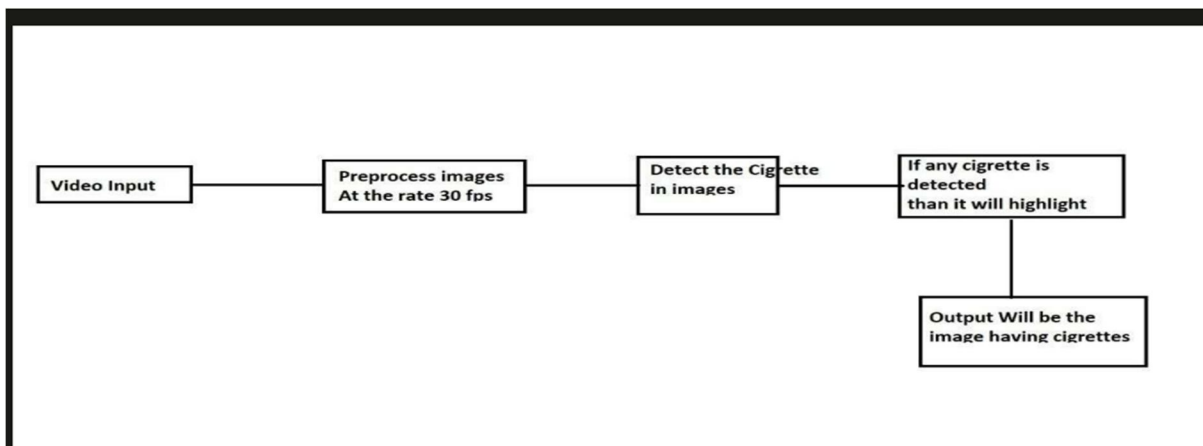 Video Input
Preprocess images
At the rate 30 fps
Detect the Cigrette
in images
If any cigrette is
detected
than it will highlight
Output Will be the
image having cigrettes